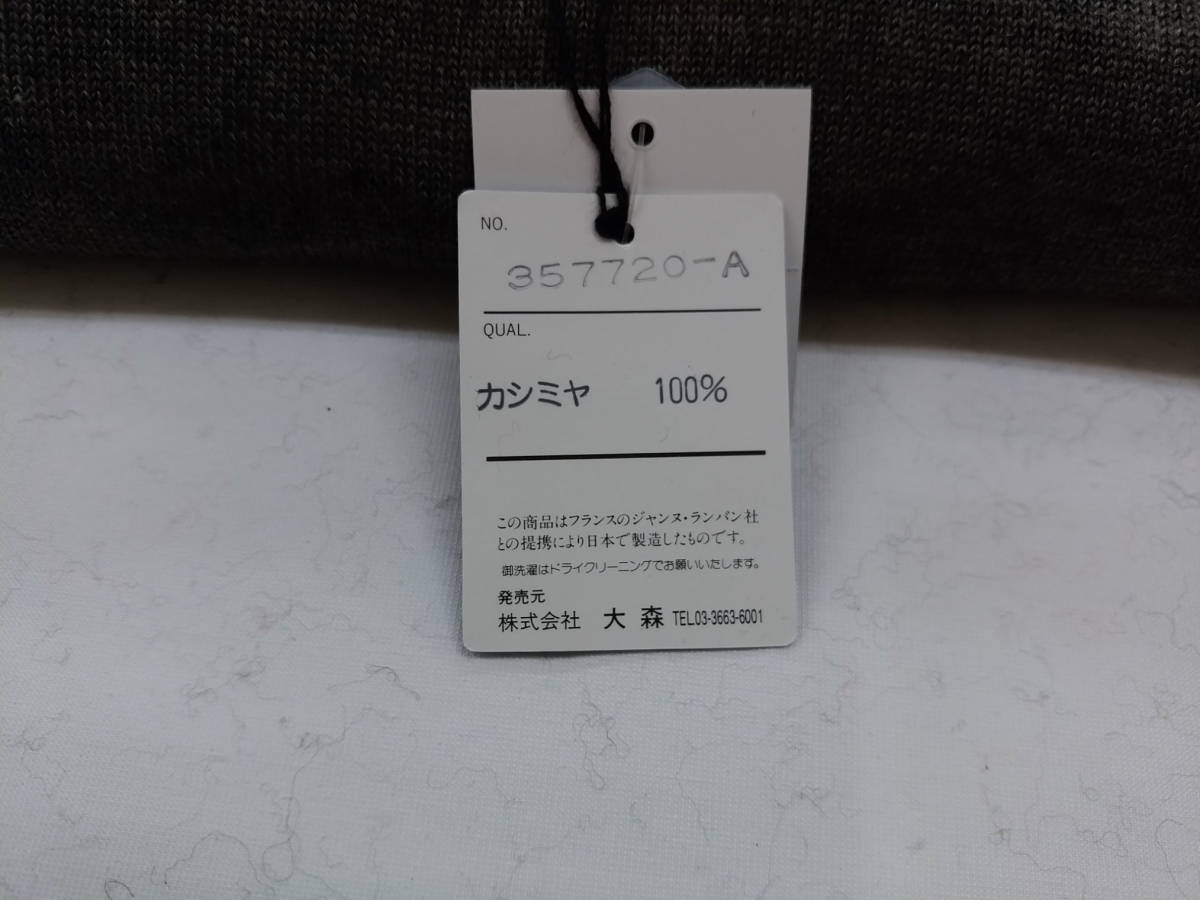 NO.
357720-A
QUAL.
カシミヤ 100%
この商品はフランスのジャンヌ・ランバン社
との提携により日本で製造したものです。
御洗濯はドライクリーニングでお願いいたします。
発売元
株式会社 大森 TEL.03-3663-6001